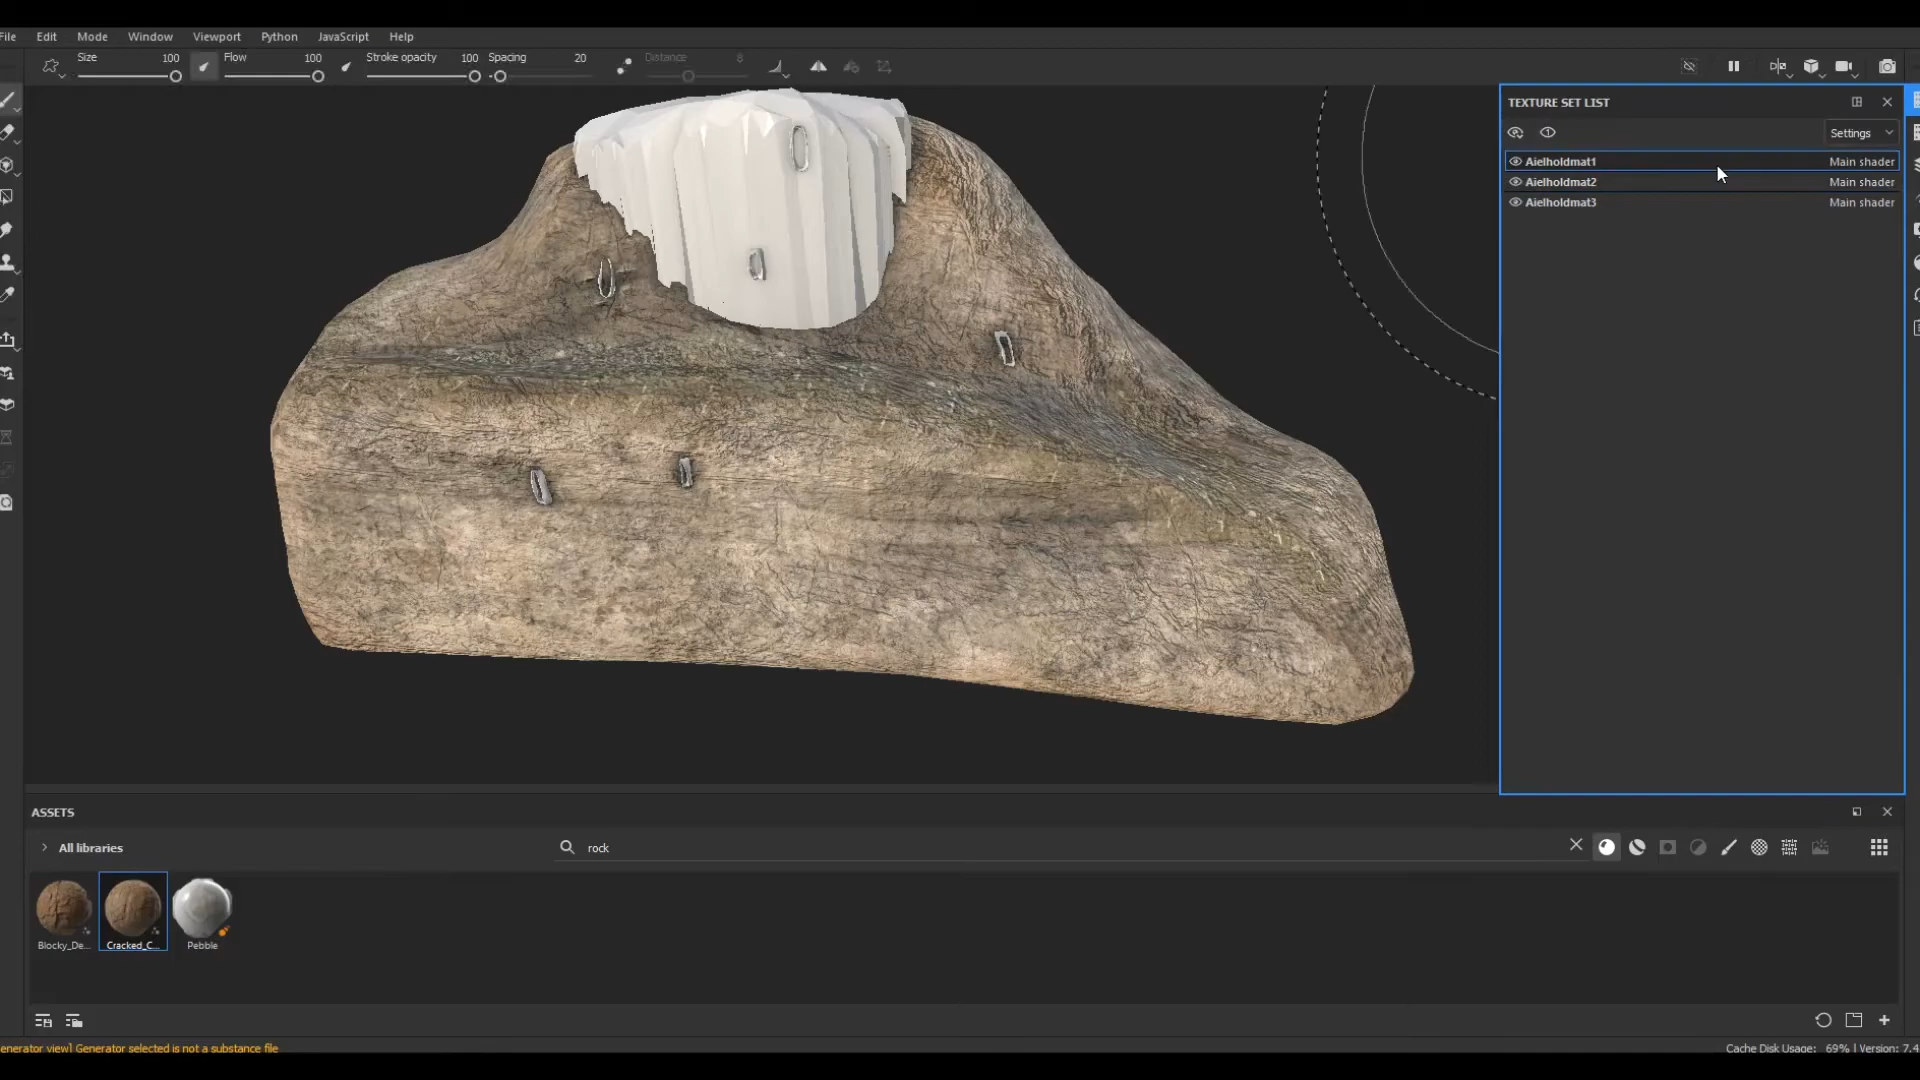 File Edit Mode Window Viewport Python JavaScript Help
Size 100 Flow 100 Stroke opacity 100 Spacing 20 Distance 8
TEXTURE SET LIST
Settings
Aielholdmat1 Main shader
Aielholdmat2 Main shader
Aielholdmat3 Main shader
ASSETS
All libraries
rock
Blocky_De... Cracked_C... Pebble
enerator view] Generator selected is not a substance file
Cache Disk Usage: 69% | Version: 7.4